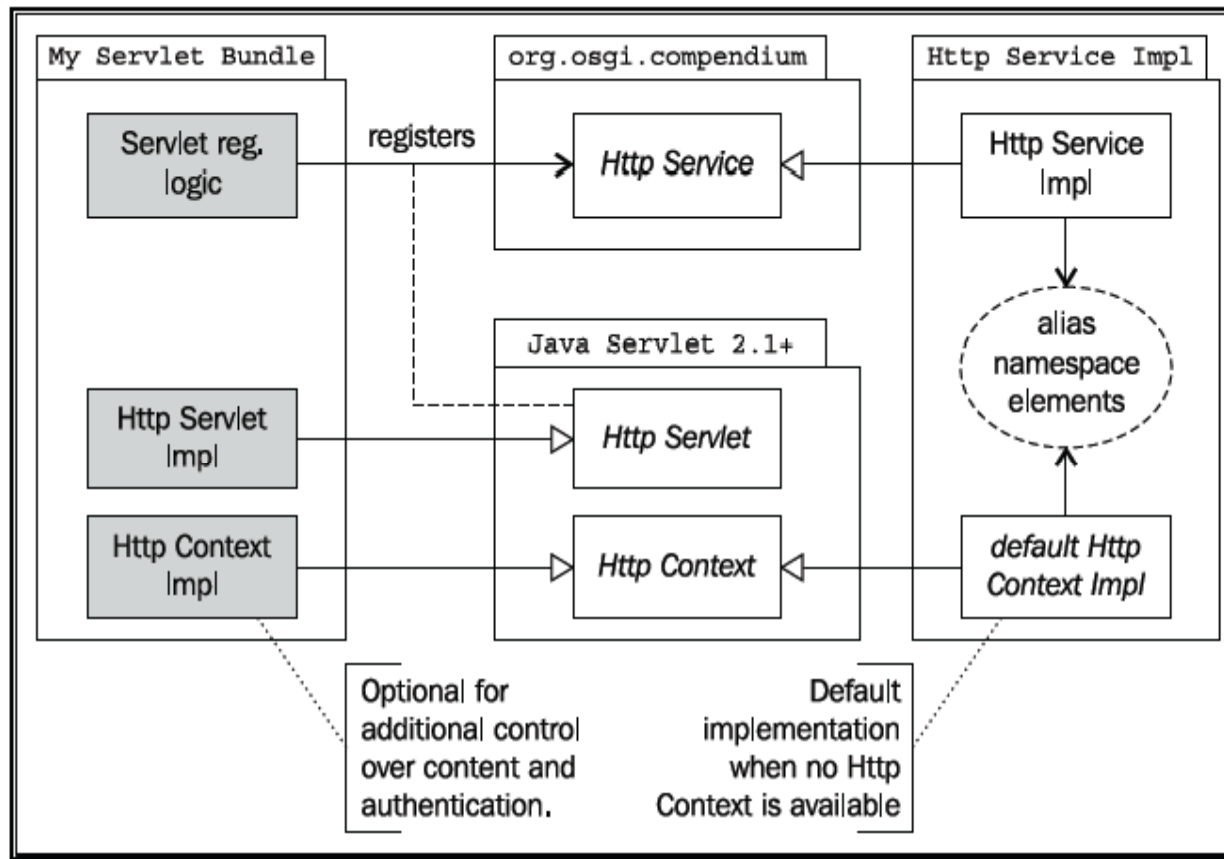 My Servlet Bundle
Servlet reg.
logic
registers
Http Servlet
Impl
Http Context
Impl
org.osgi.compendium
Http Service
Java Servlet 2.1+
Http Servlet
Http Context
Http Service Impl
Http Service
Impl
alias
namespace
elements
default Http
Context Impl
Optional for
additional control
over content and
authentication.
Default
implementation
when no Http
Context is available